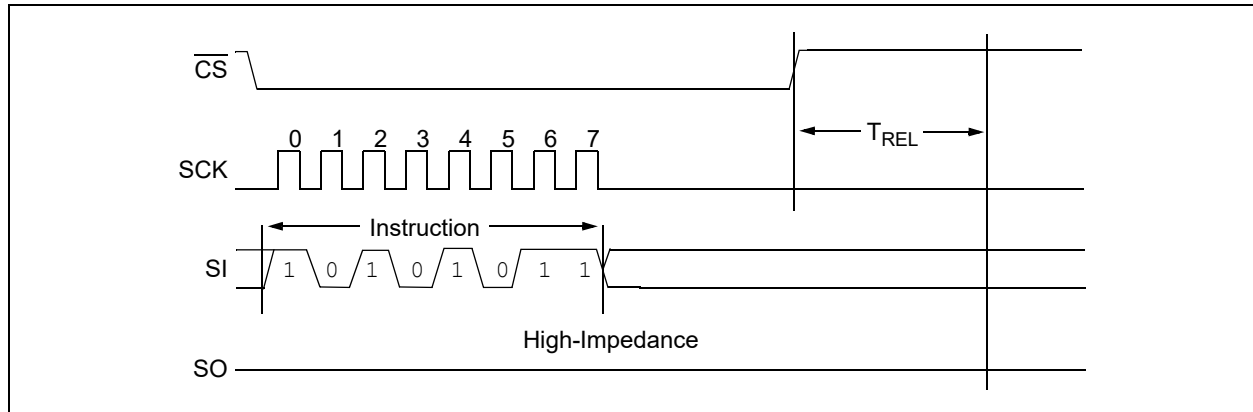 CS
0 1 2 3 4 5 6 7
TREL
SCK
Instruction
SI
1 0 1 0 1 0 1 1
High-Impedance
SO